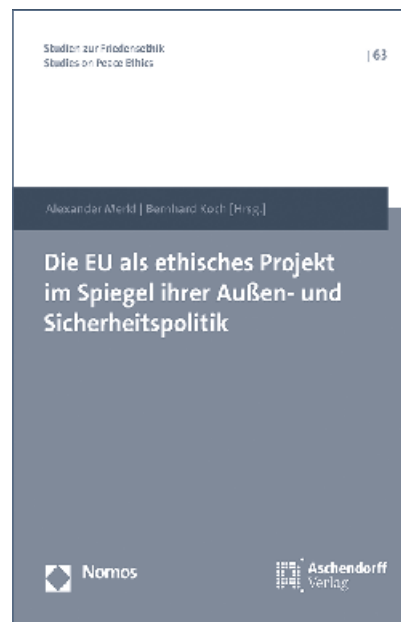 Studien zur Friedensethik
Studies on Peace Ethics
| 63
Alexander Merkl | Bernhard Koch [Hrsg.]
Die EU als ethisches Projekt
im Spiegel ihrer Außen- und
Sicherheitspolitik
Nomos
Aschendorff
Verlag